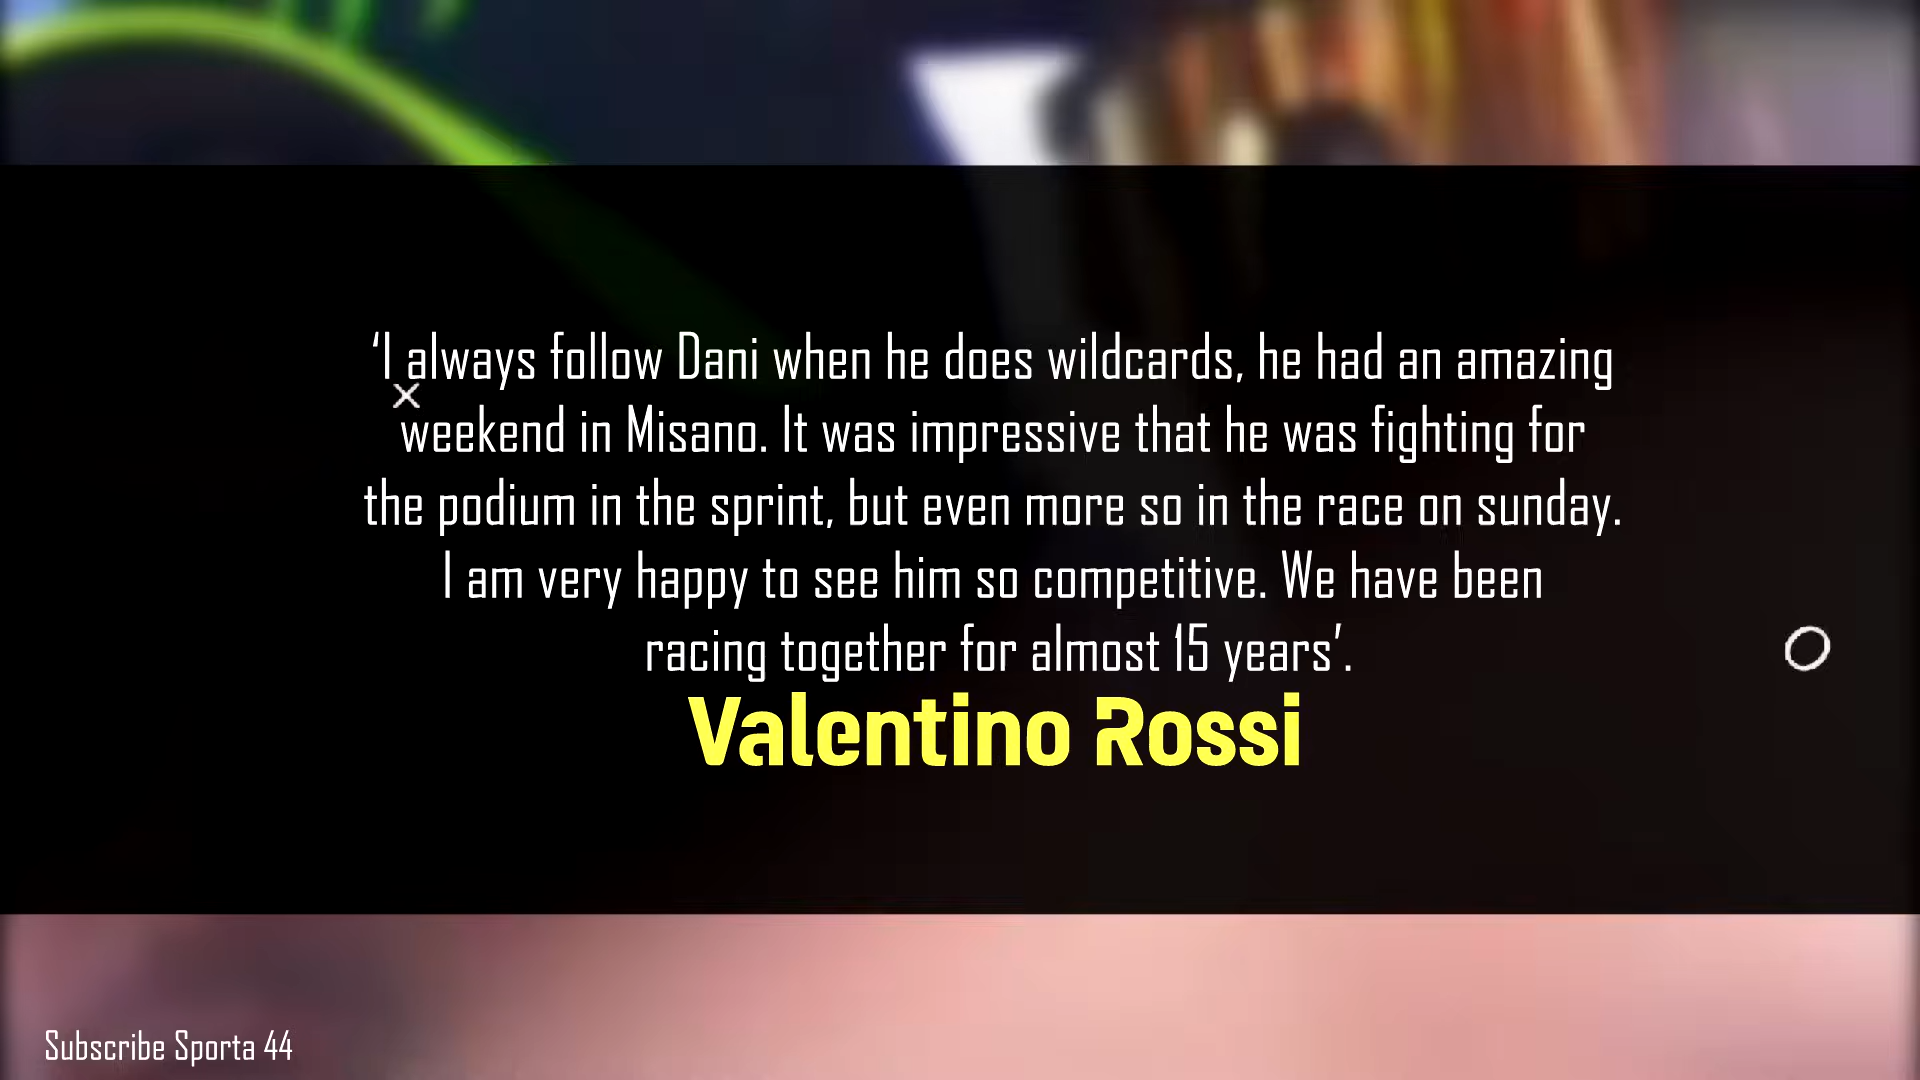 ‘I always follow Dani when he does wildcards, he had an amazing
weekend in Misano. It was impressive that he was fighting for
the podium in the sprint, but even more so in the race on sunday.
I am very happy to see him so competitive. We have been
racing together for almost 15 years’.
Valentino Rossi
Subscribe Sporta 44